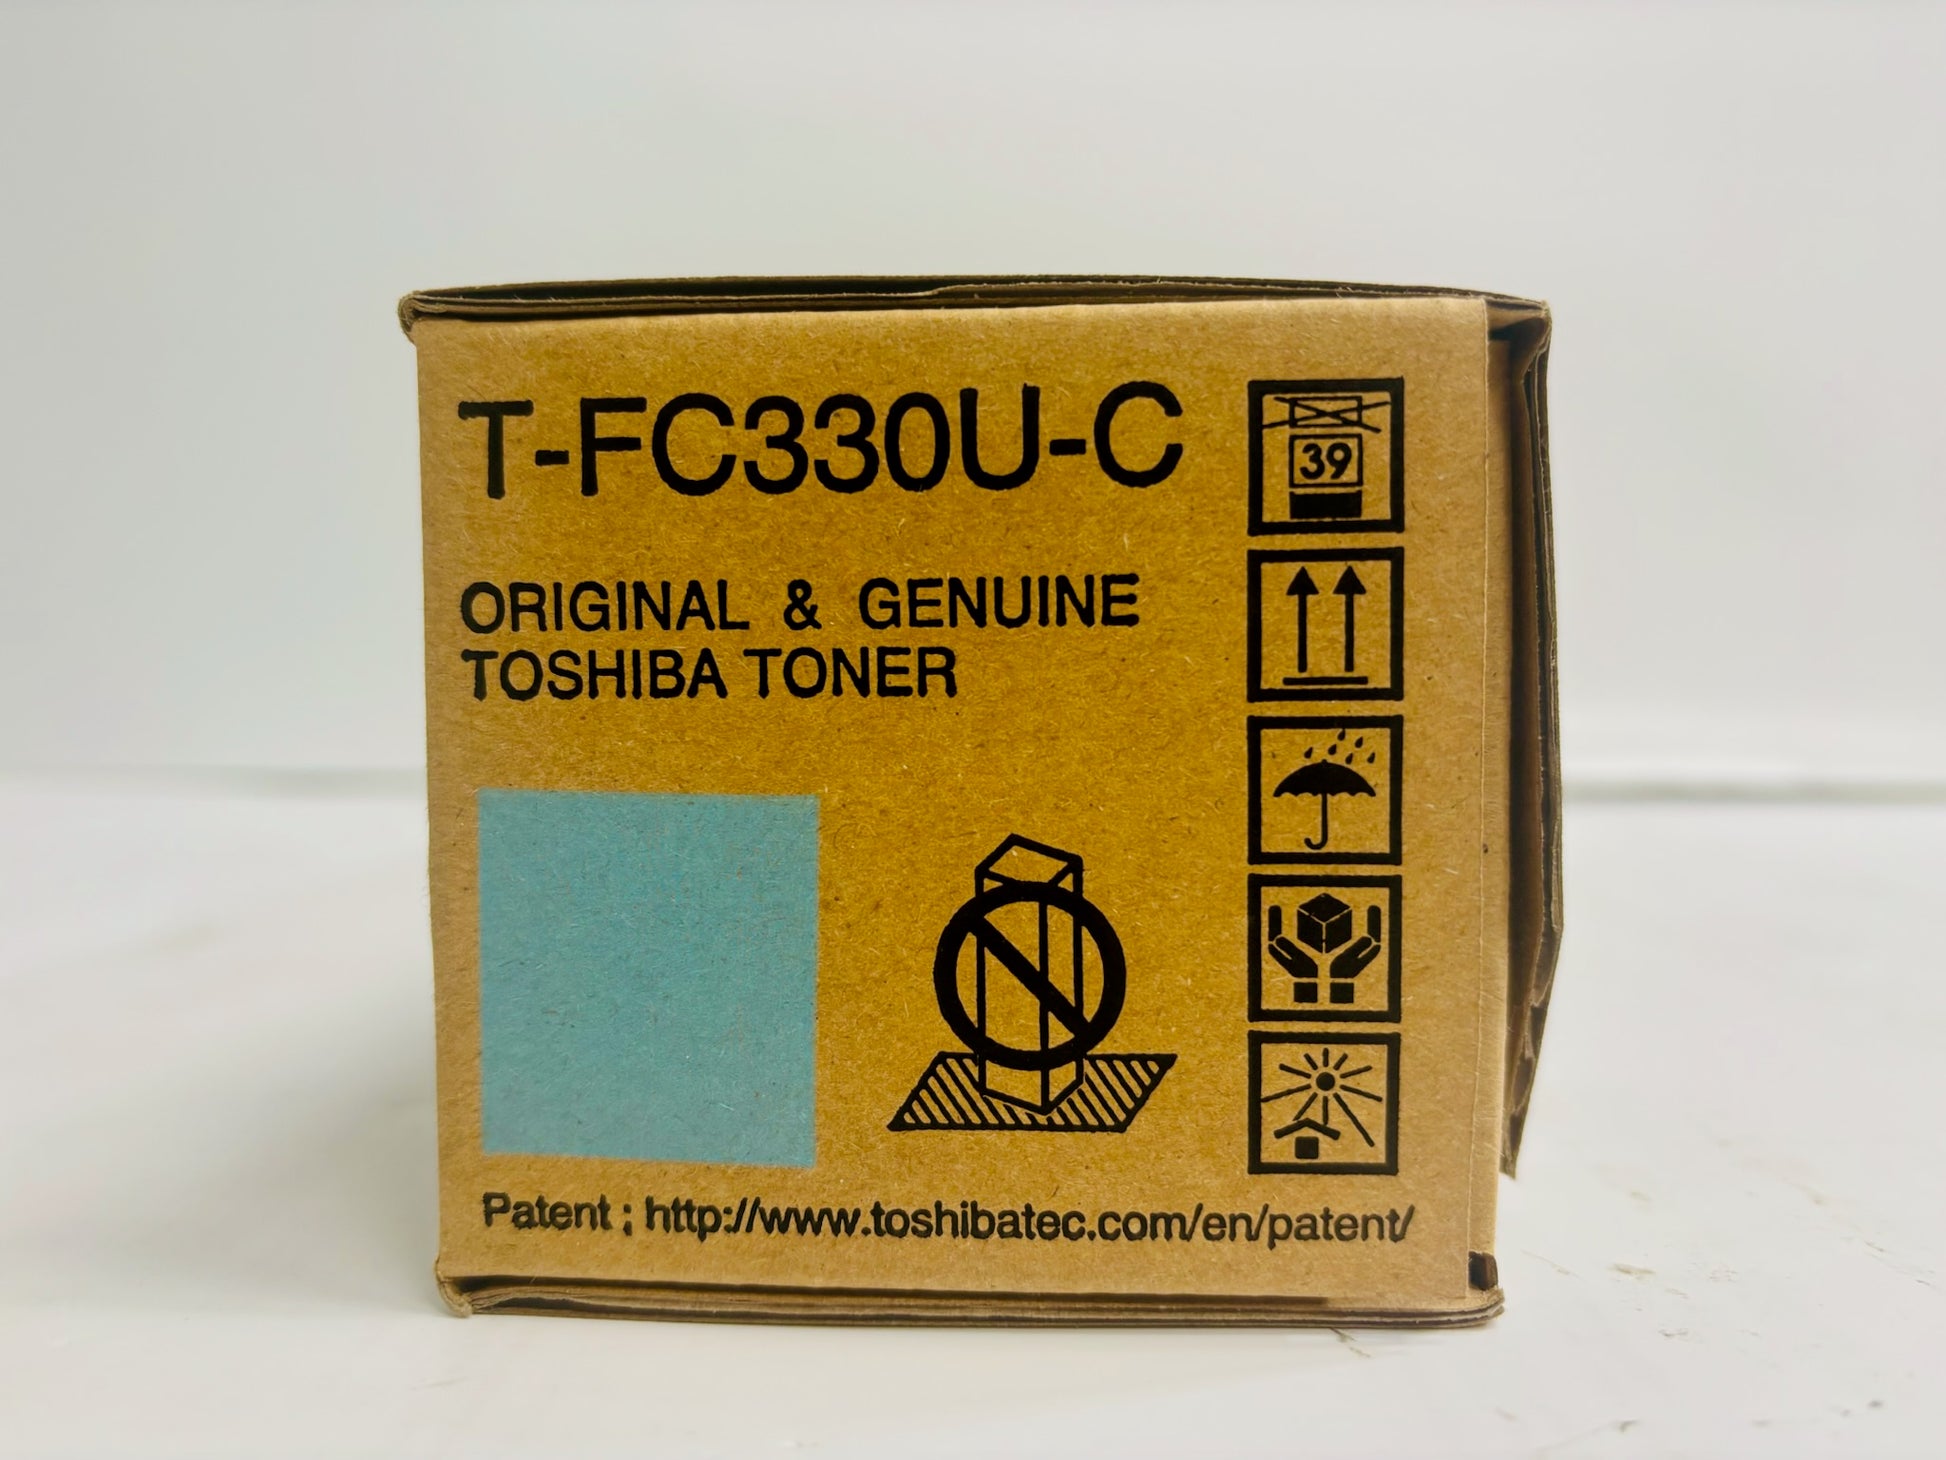 T-FC330U-C
39
ORIGINAL & GENUINE
TOSHIBA TONER
Patent ; http://www.toshibatec.com/en/patent/